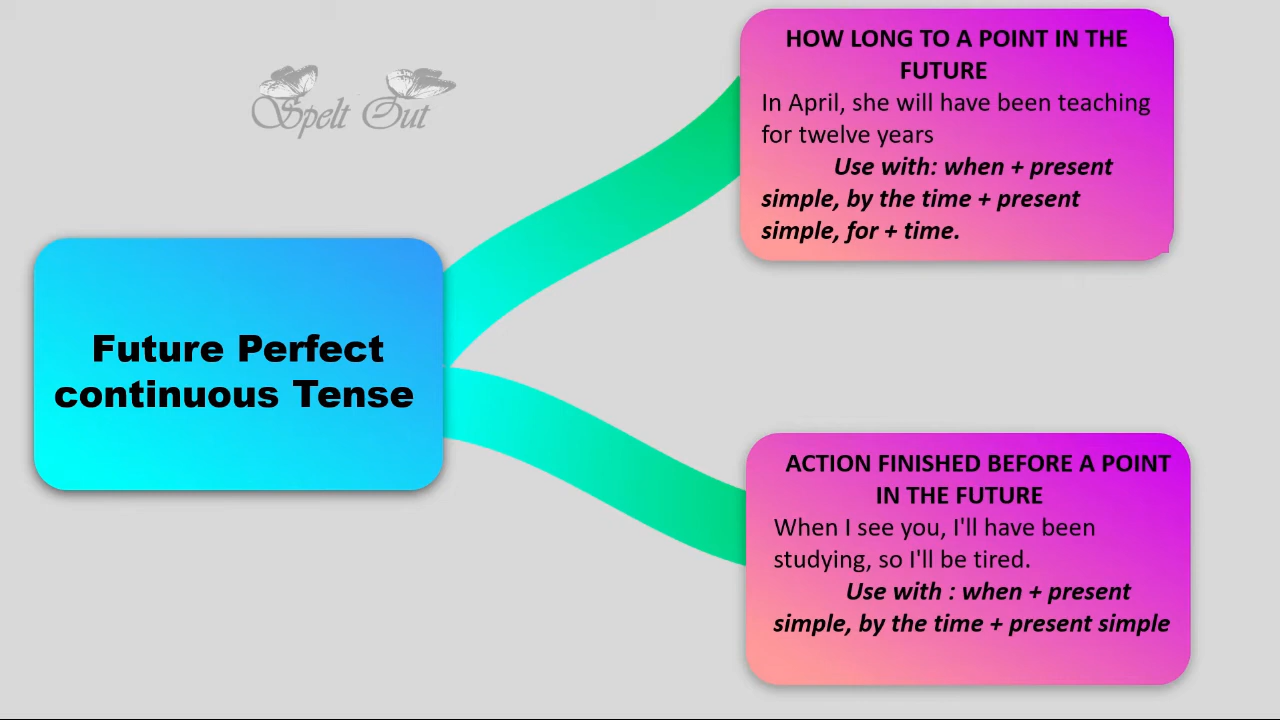 Spelt Out
HOW LONG TO A POINT IN THE
FUTURE
In April, she will have been teaching
for twelve years
Use with: when + present
simple, by the time + present
simple, for + time.
Future Perfect
continuous Tense
ACTION FINISHED BEFORE A POINT
IN THE FUTURE
When I see you, I'll have been
studying, so I'll be tired.
Use with : when + present
simple, by the time + present simple